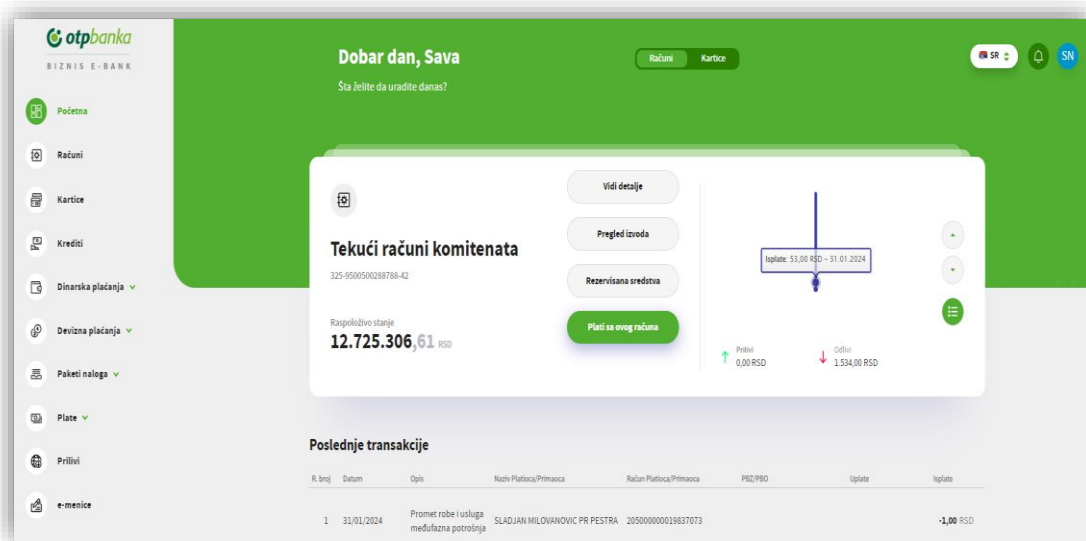 otpbanka
BIZNIS E-BANK
Početna
Računi
Kartice
Krediti
Dinarska plaćanja
Devizna plaćanja
Paketi naloga
Plate
Prilivi
e-menice
Dobar dan, Sava
Šta želite da uradite danas?
Računi Kartice
SR
SN
Tekući računi komitenata
325-9500500288788-42
Raspoloživo stanje
12.725.306,61 RSD
Vidi detalje
Pregled izvoda
Rezervisana sredstva
Plati sa ovog računa
Isplate: 53,00 RSD - 31.01.2024
Prilivi
0,00 RSD
Odlivi
1.534,00 RSD
Poslednje transakcije
R. broj Datum Opis Naziv Platioca/Primaoca Račun Platioca/Primaoca PBZ/PBO Uplate Isplate
1 31/01/2024 Promet robe i usluga međufazna potrošnja SLADJAN MILOVANOVIC PR PESTRA 205000000019837073 -1,00 RSD